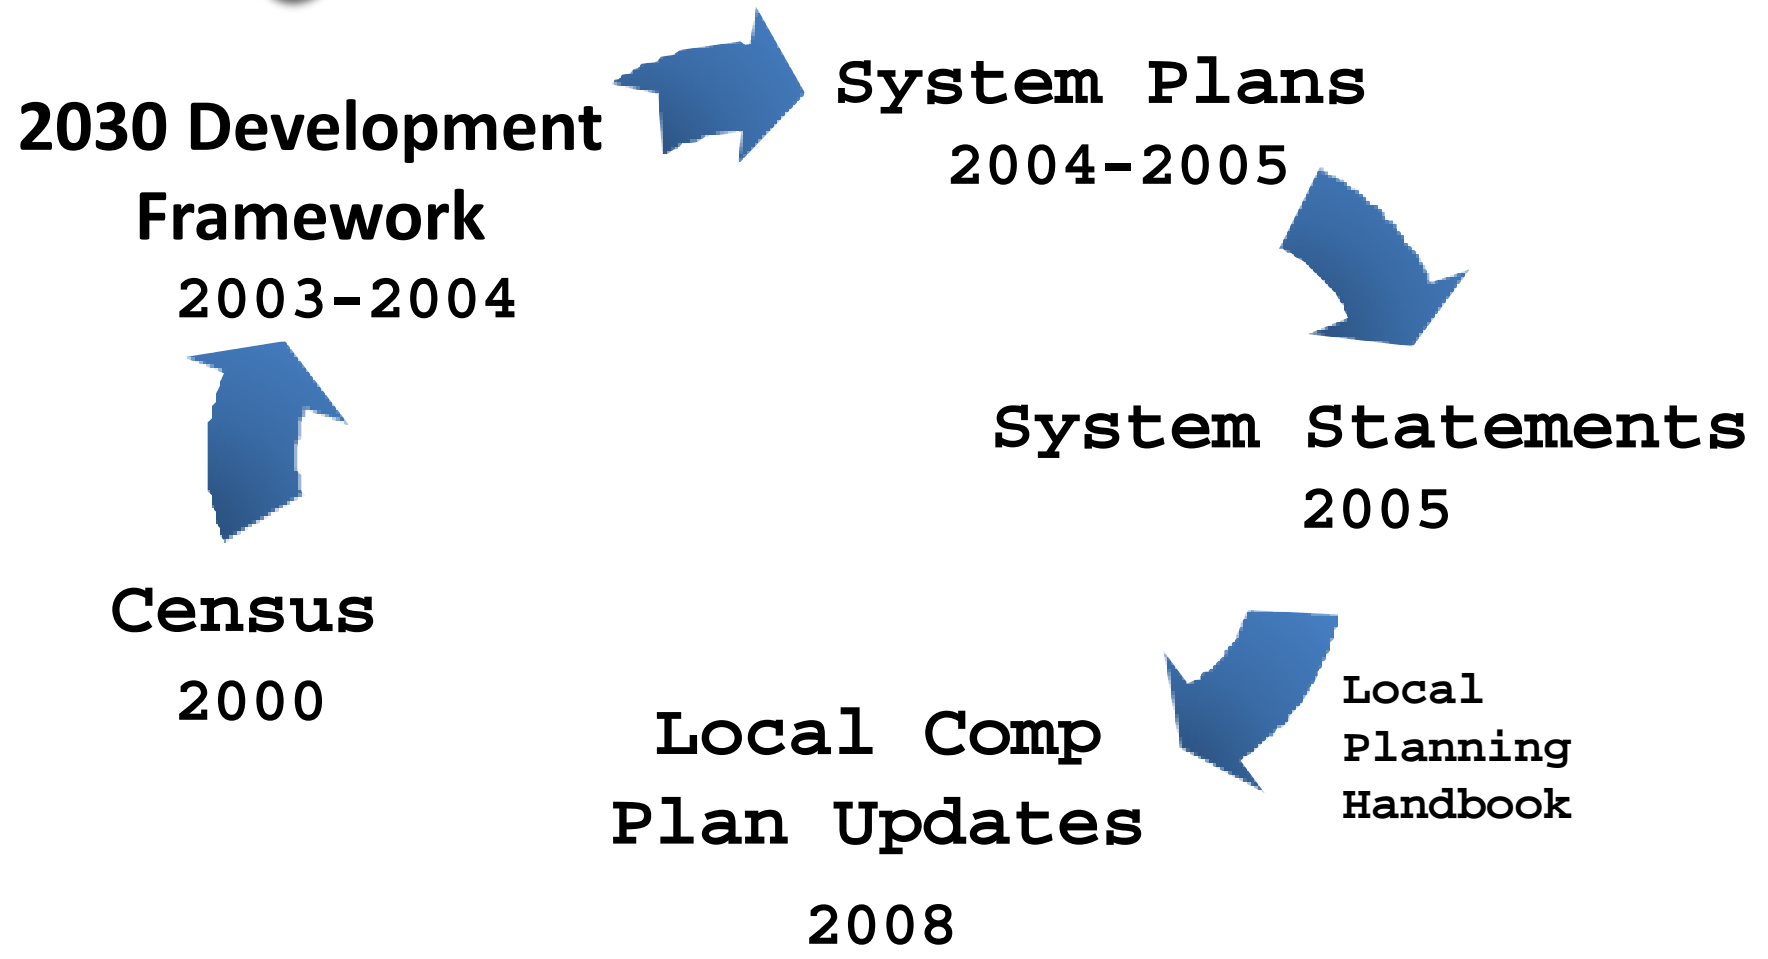 2030 Development
Framework
2003-2004
System Plans
2004-2005
System Statements
2005
Local
Planning
Handbook
Local Comp
Plan Updates
2008
Census
2000